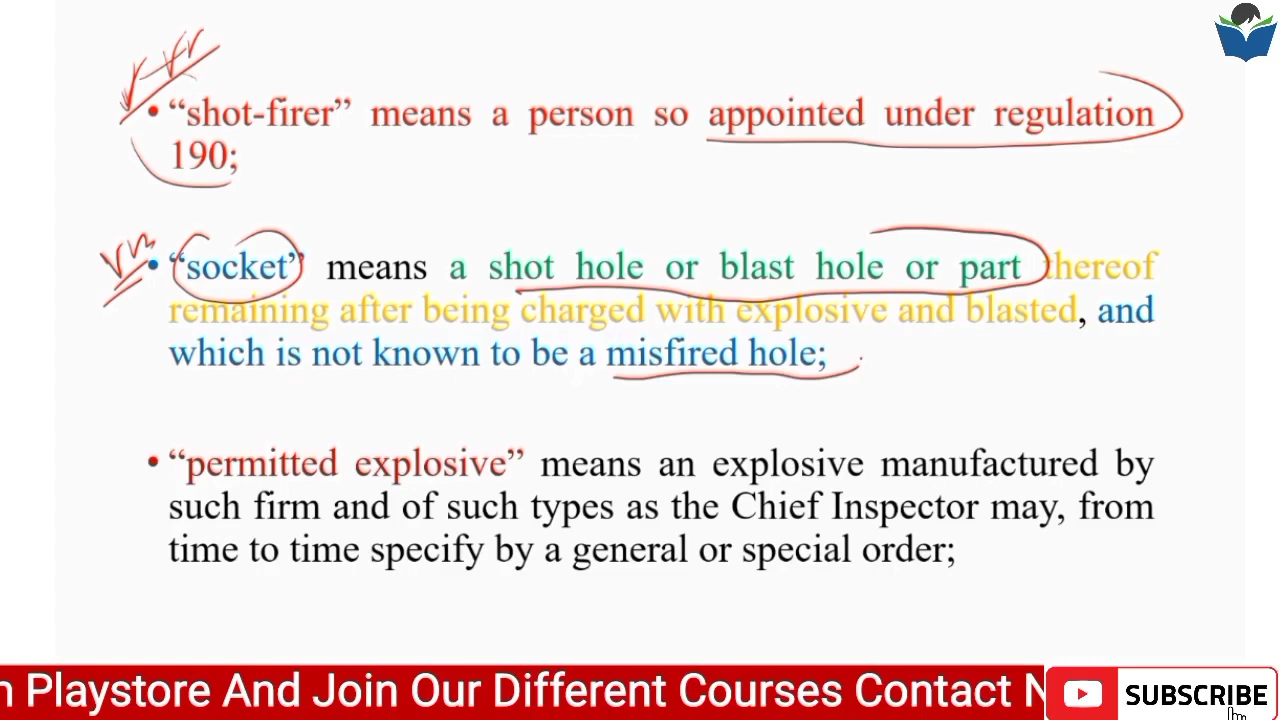 • “shot-firer” means a person so appointed under regulation
190;
• “socket” means a shot hole or blast hole or part thereof
remaining after being charged with explosive and blasted, and
which is not known to be a misfired hole;
• “permitted explosive” means an explosive manufactured by
such firm and of such types as the Chief Inspector may, from
time to time specify by a general or special order;
Playstore And Join Our Different Courses Contact
SUBSCRIBE